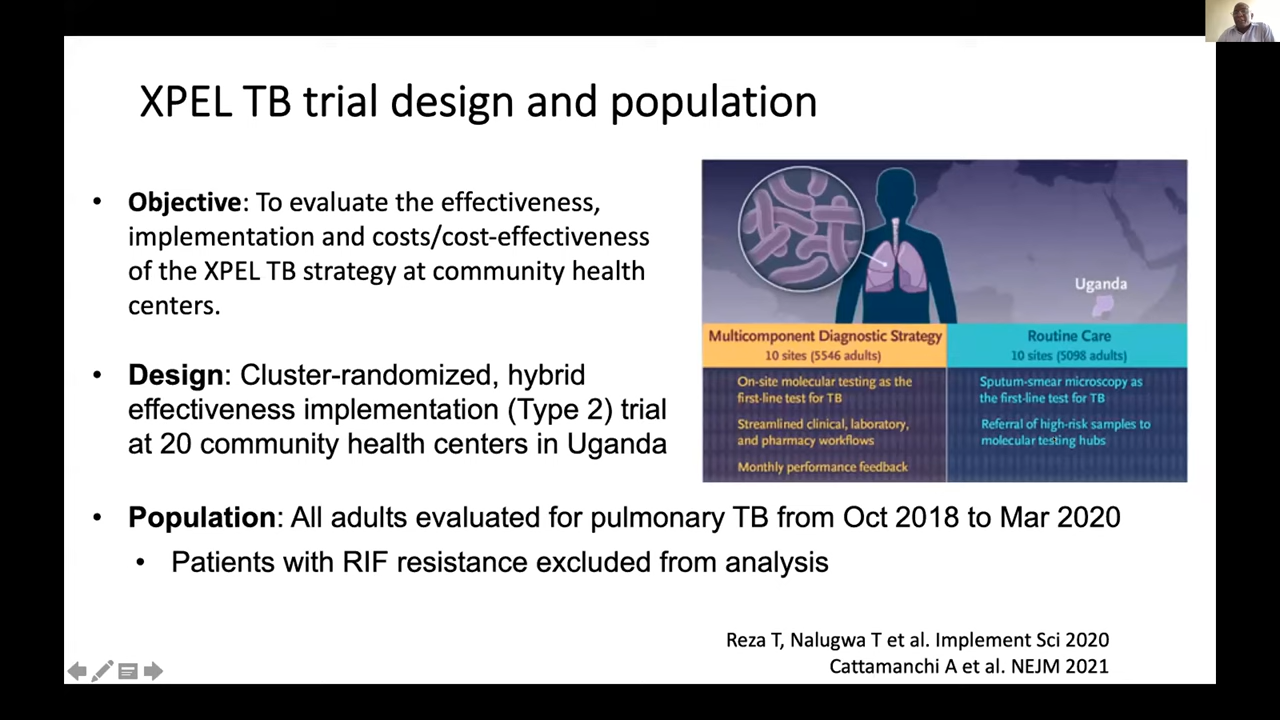 XPEL TB trial design and population
• Objective: To evaluate the effectiveness,
implementation and costs/cost-effectiveness
of the XPEL TB strategy at community health
centers.
• Design: Cluster-randomized, hybrid
effectiveness implementation (Type 2) trial
at 20 community health centers in Uganda
Uganda
Multicomponent Diagnostic Strategy
10 sites (5546 adults)
On-site molecular testing as the
first-line test for TB
Streamlined clinical, laboratory,
and pharmacy workflows
Monthly performance feedback
Routine Care
10 sites (5098 adults)
Sputum-smear microscopy as
the first-line test for TB
Referral of high-risk samples to
molecular testing hubs
• Population: All adults evaluated for pulmonary TB from Oct 2018 to Mar 2020
• Patients with RIF resistance excluded from analysis
Reza T, Nalugwa T et al. Implement Sci 2020
Cattamanchi A et al. NEJM 2021